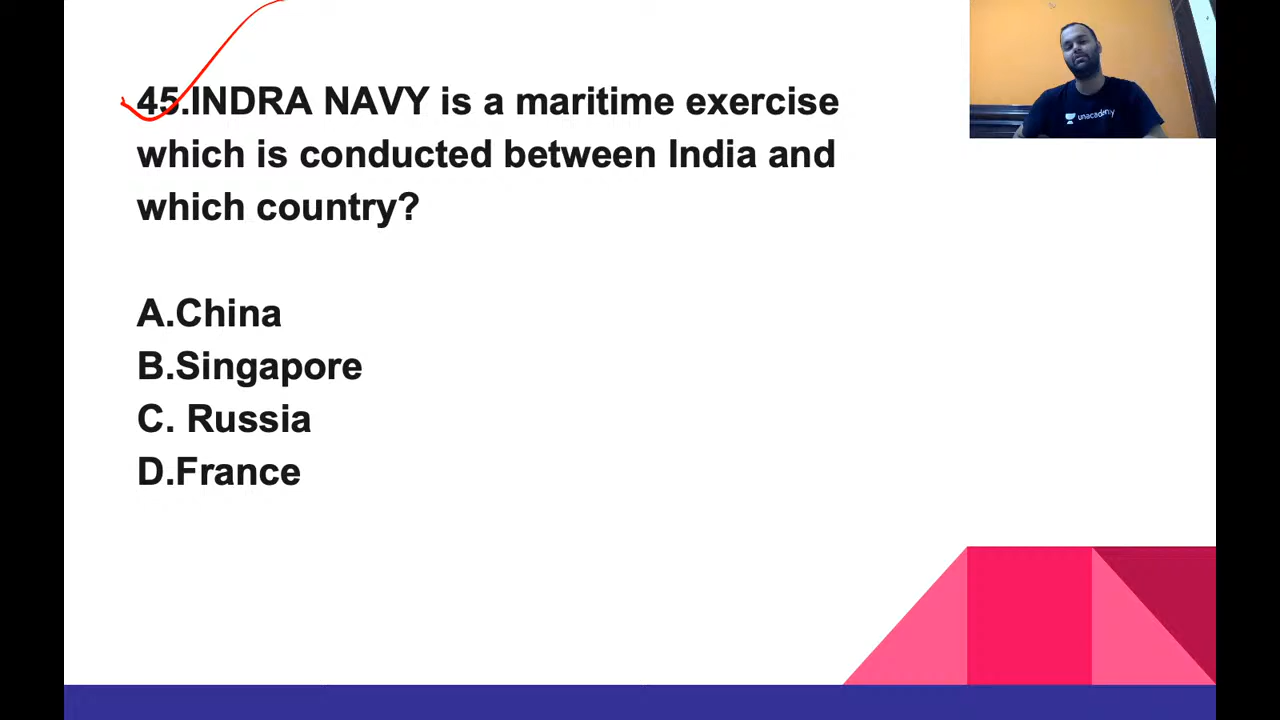 45.INDRA NAVY is a maritime exercise
which is conducted between India and
which country?
A.China
B.Singapore
C. Russia
D.France
unacademy